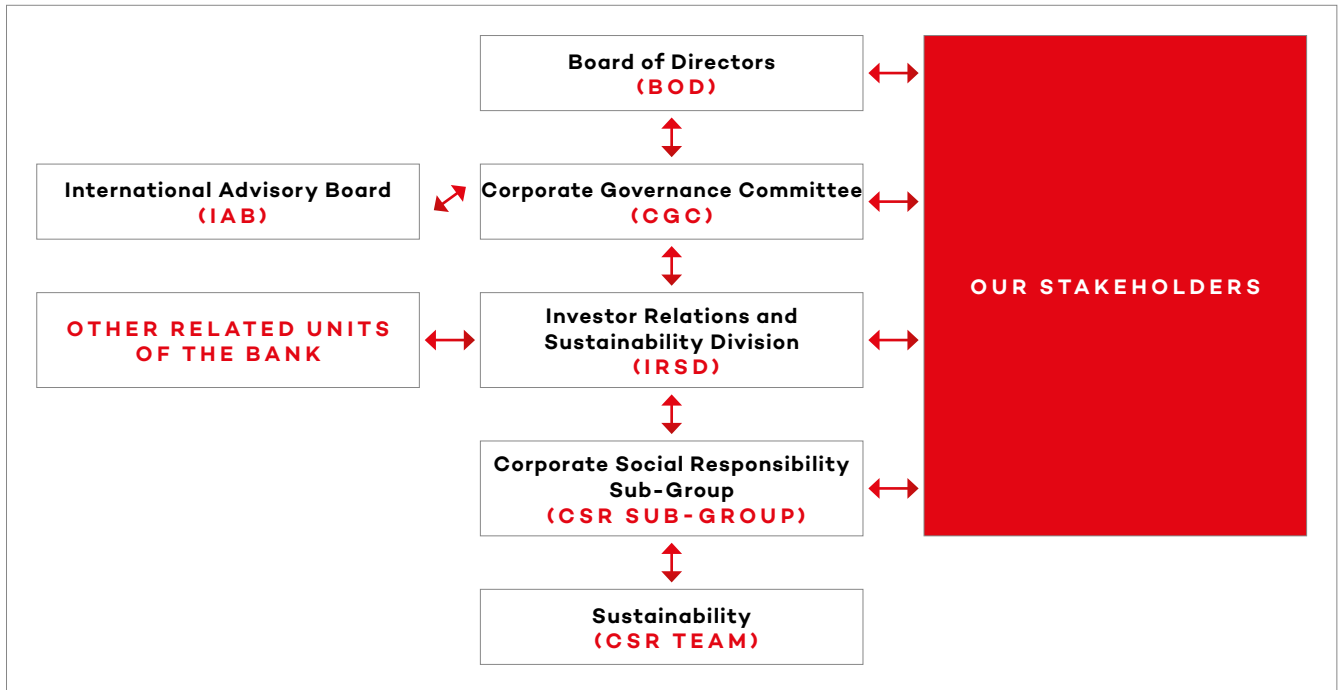 Board of Directors
(BOD)
International Advisory Board
(IAB)
Corporate Governance Committee
(CGC)
OUR STAKEHOLDERS
OTHER RELATED UNITS
OF THE BANK
Investor Relations and
Sustainability Division
(IRSD)
Corporate Social Responsibility
Sub-Group
(CSR SUB-GROUP)
Sustainability
(CSR TEAM)